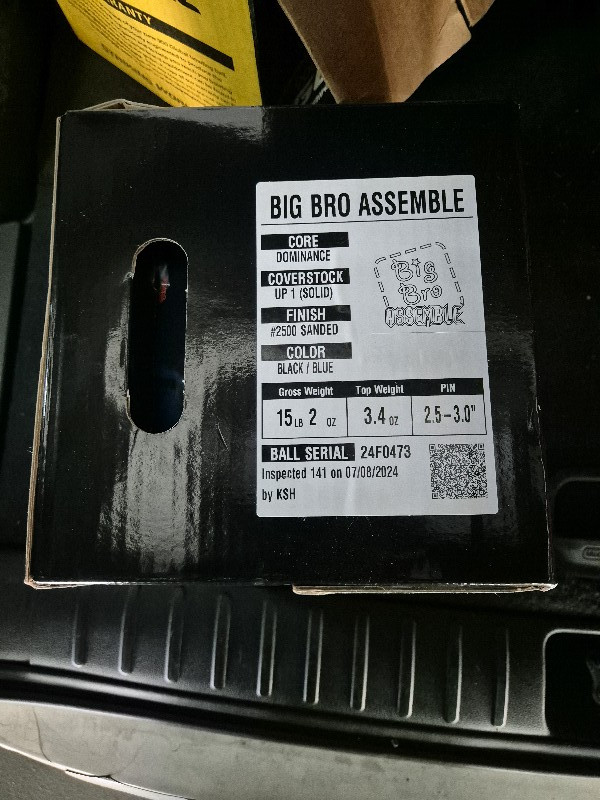 RANTY
BIG BRO ASSEMBLE
CORE
DOMINANCE
COVERSTOCK
UP 1 (SOLID)
FINISH
#2500 SANDED
COLOR
BLACK / BLUE
Big
Bro
ASSEMBLE
Gross Weight Top Weight PIN
15 LB 2 OZ 3.4 OZ 2.5-3.0"
BALL SERIAL 24F0473
Inspected 141 on 07/08/2024
by KSH